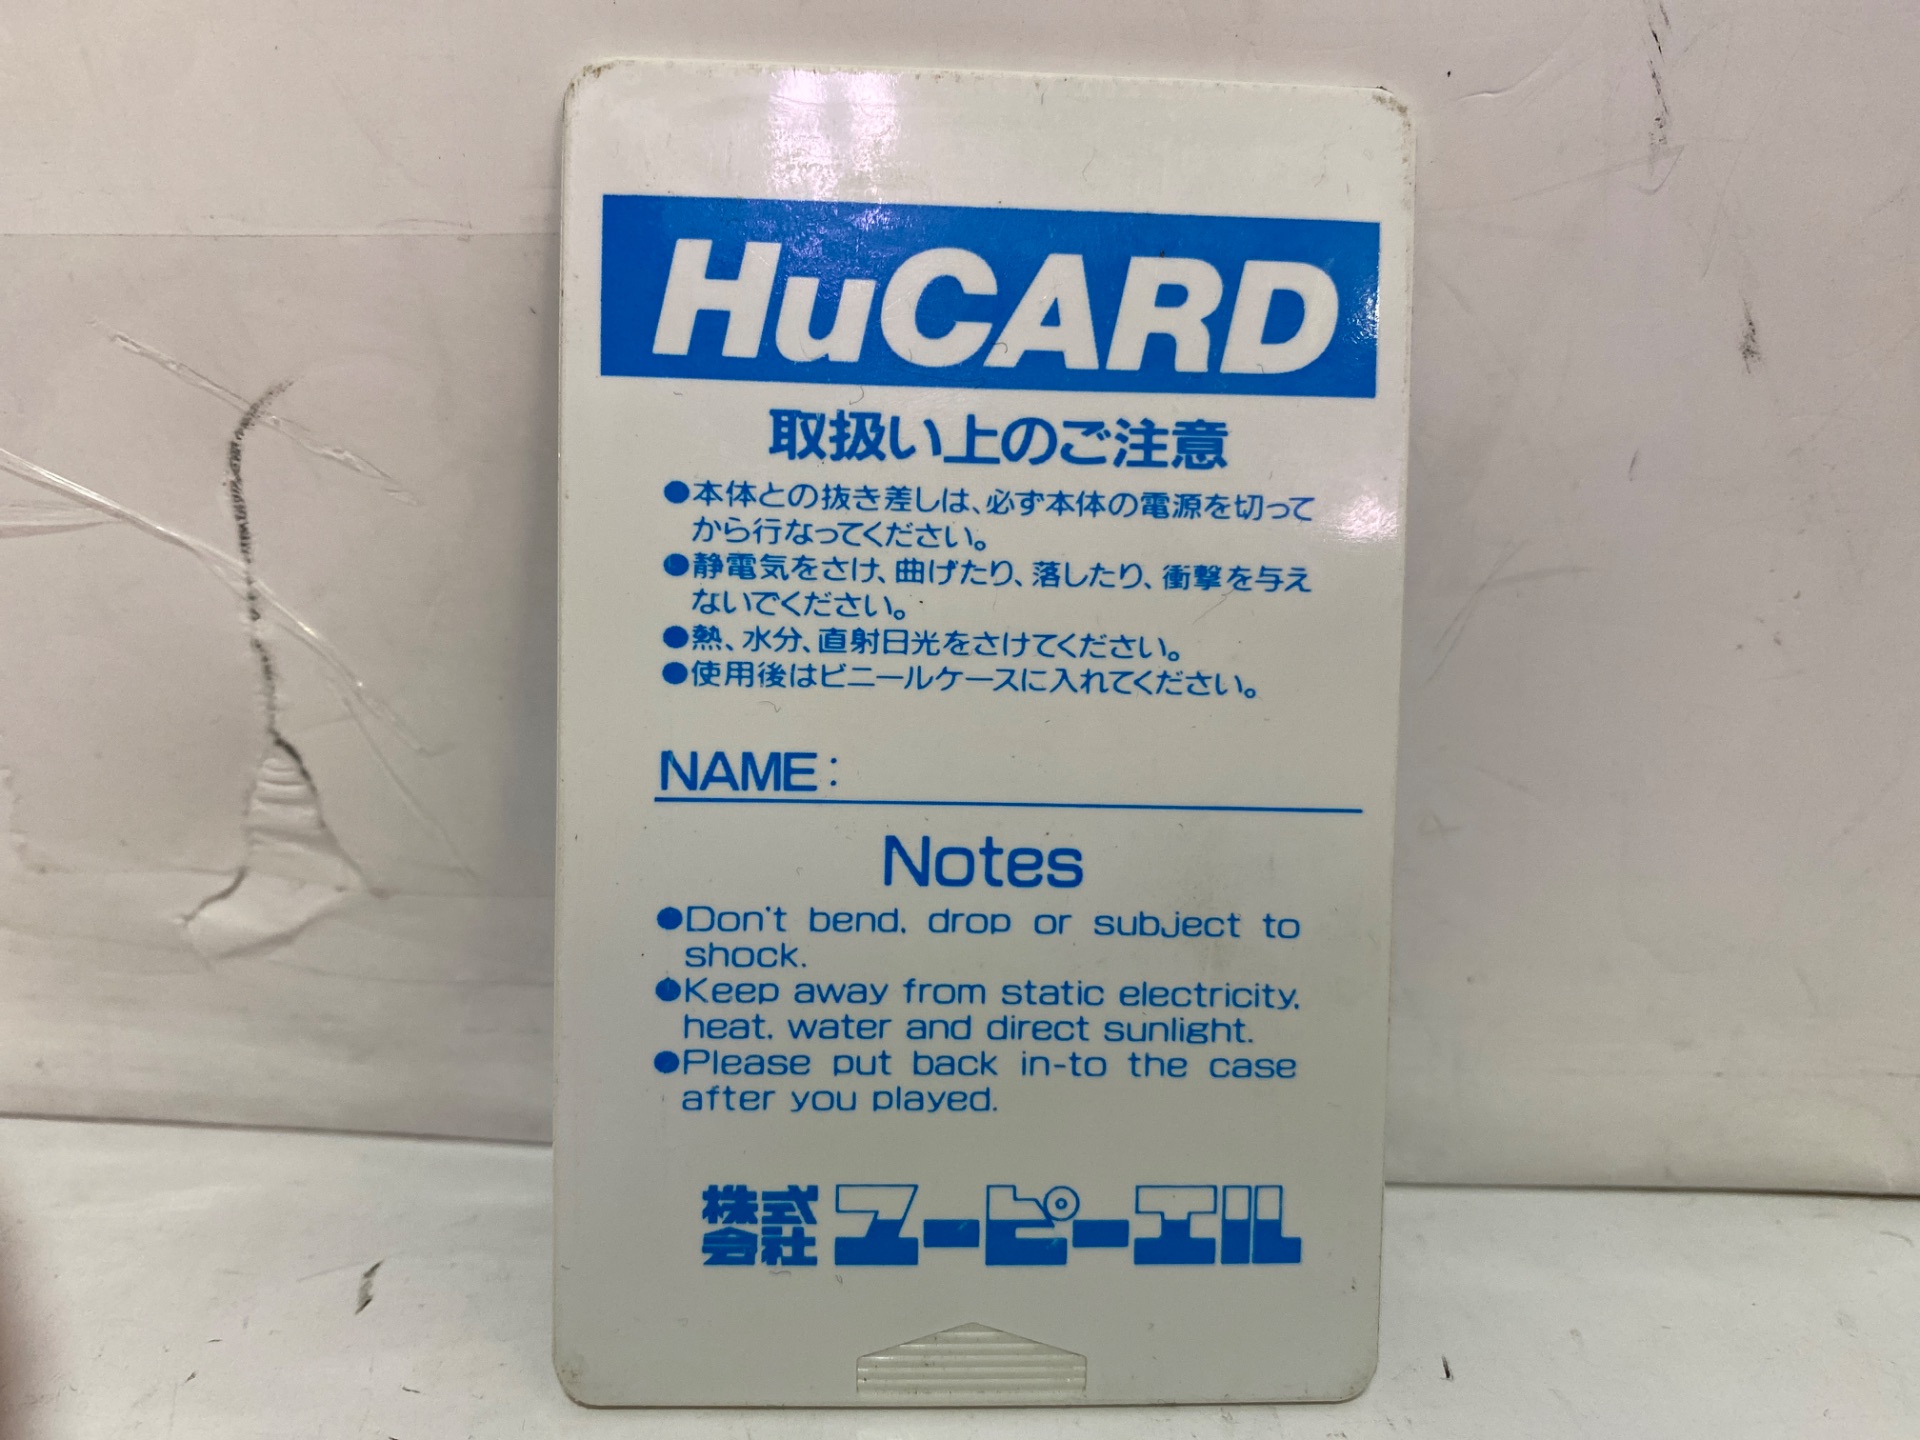 HuCARD
取扱い上のご注意
●本体との抜き差しは、必ず本体の電源を切って
から行なってください。
●静電気をさけ、曲げたり、落したり、衝撃を与え
ないでください。
●熱、水分、直射日光をさけてください。
●使用後はビニールケースに入れてください。
NAME:
Notes
●Don't bend, drop or subject to
shock.
●Keep away from static electricity,
heat, water and direct sunlight.
●Please put back in-to the case
after you played.
株式会社ユーピーエル